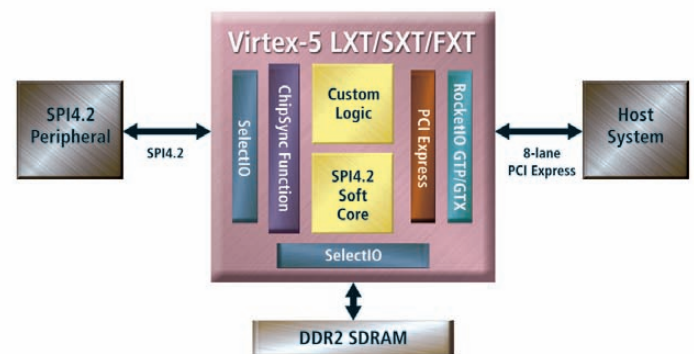 Virtex-5 LXT/SXT/FXT
SPI4.2
Peripheral
SPI4.2
SelectIO
ChipSync Function
Custom
Logic
SPI4.2
Soft
Core
PCI Express
RocketIO GTP/GTX
SelectIO
8-lane
PCI Express
Host
System
DDR2 SDRAM